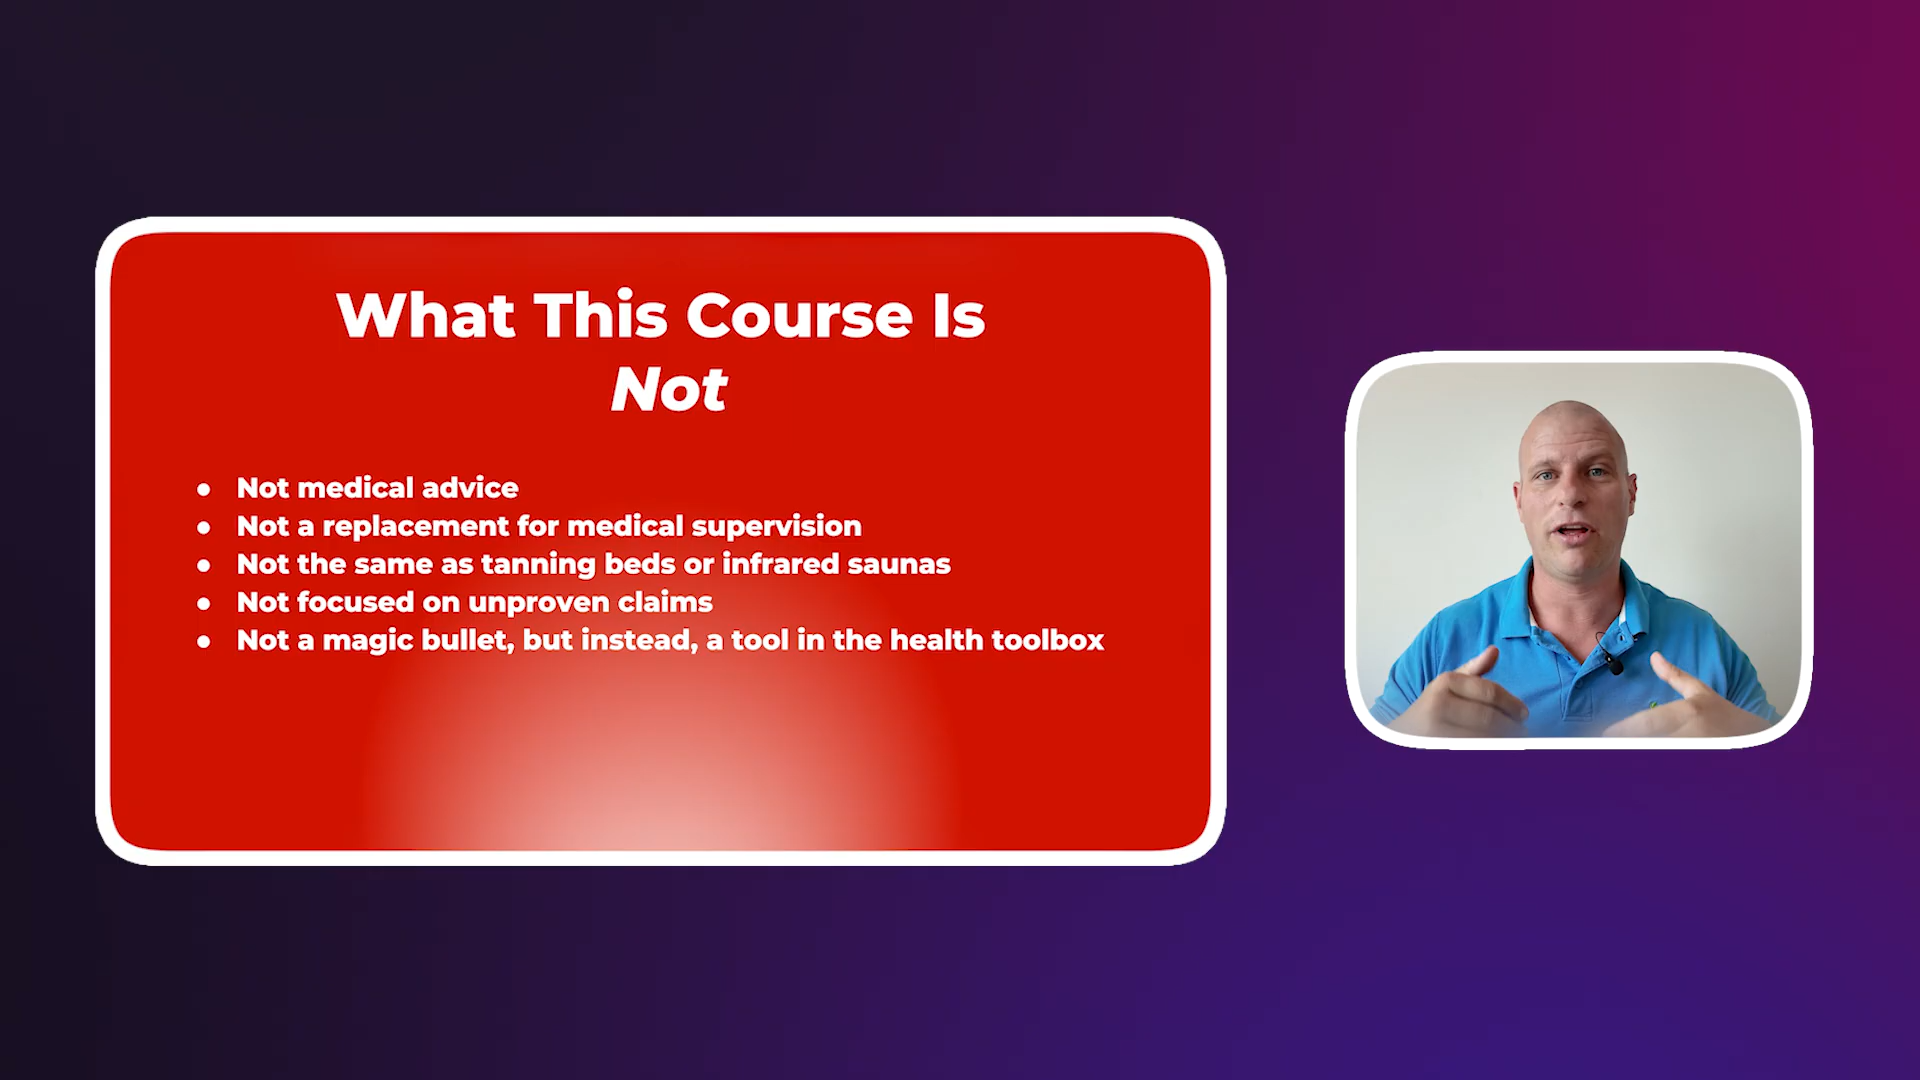 What This Course Is
Not
● Not medical advice
● Not a replacement for medical supervision
● Not the same as tanning beds or infrared saunas
● Not focused on unproven claims
● Not a magic bullet, but instead, a tool in the health toolbox